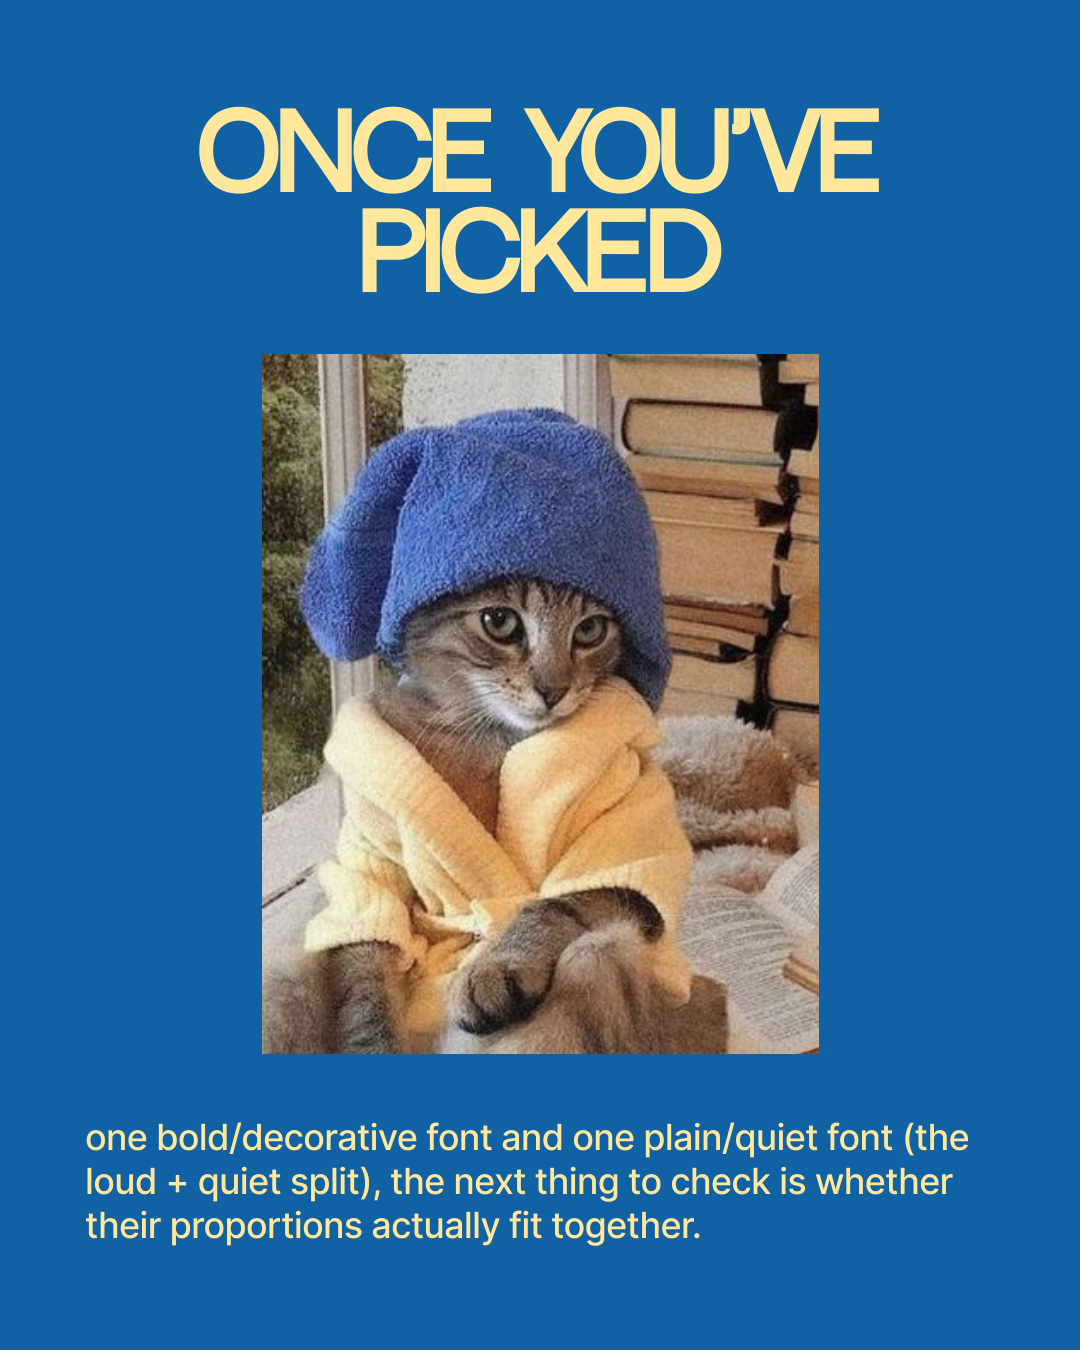 ONCE YOU’VE
PICKED
one bold/decorative font and one plain/quiet font (the
loud + quiet split), the next thing to check is whether
their proportions actually fit together.